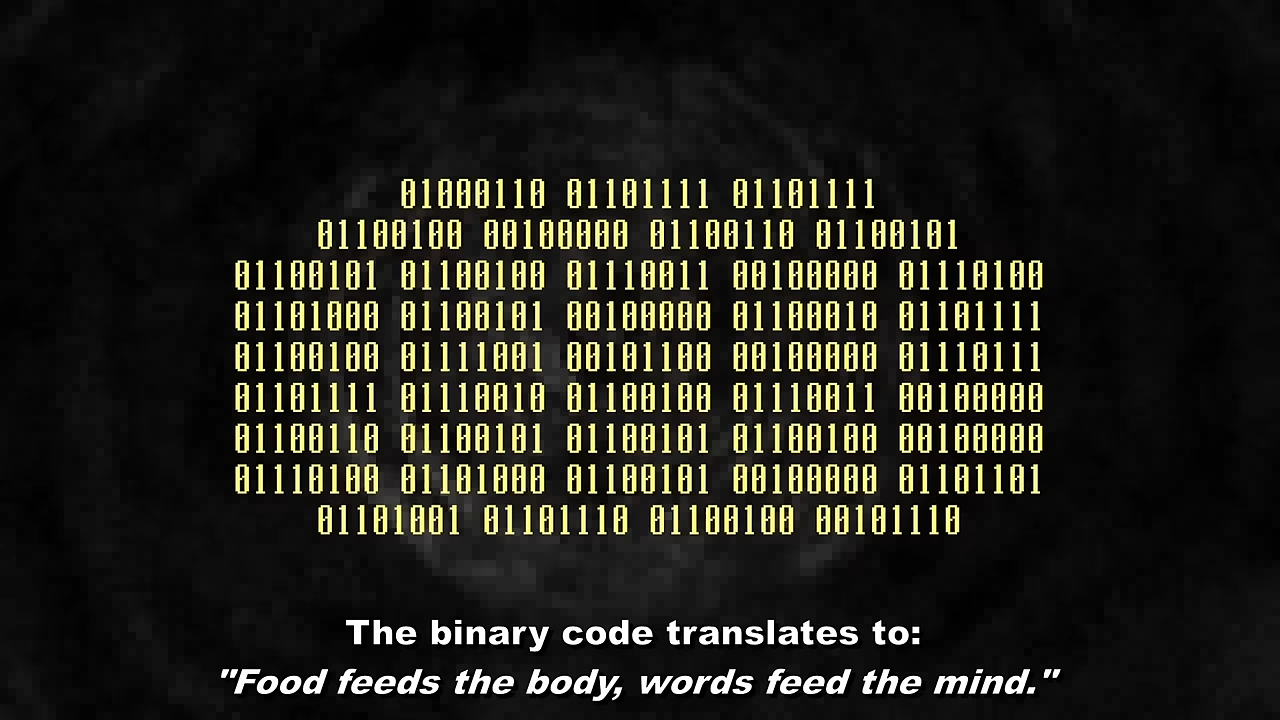 01000110 01101111 01101111
01100100 00100000 01100110 01100101
01100101 01100100 01110011 00100000 01110100
01101000 01100101 00100000 01100010 01101111
01100100 01111001 00101100 00100000 01110111
01101111 01110010 01100100 01110011 00100000
01100110 01100101 01100101 01100100 00100000
01110100 01101000 01100101 00100000 01101101
01101001 01101110 01100100 00101110
The binary code translates to:
"Food feeds the body, words feed the mind."